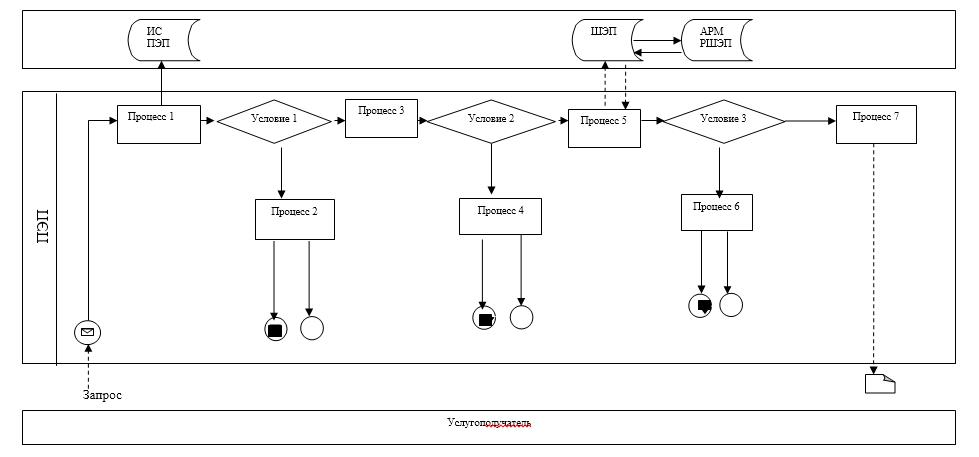 ИС
ПЭП
ШЭП
АРМ
РШЭП
Процесс 1
Условие 1
Процесс 3
Условие 2
Процесс 5
Условие 3
Процесс 7
ПЭП
Процесс 2
Процесс 4
Процесс 6
Запрос
Услугополучатель